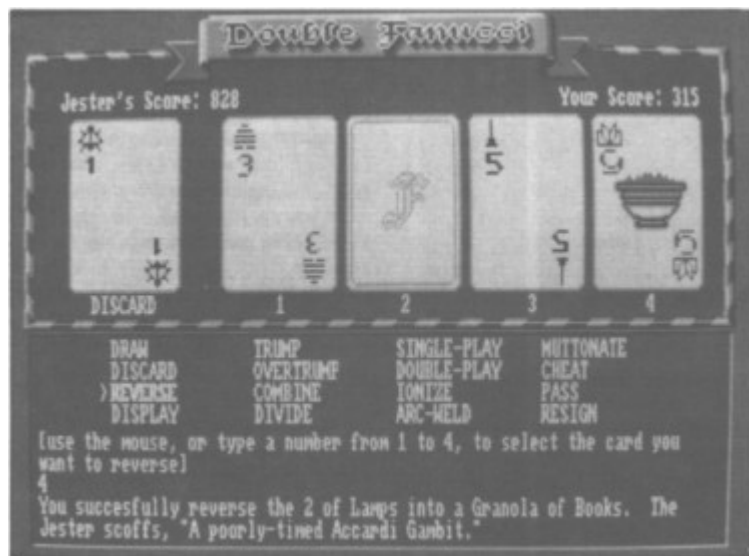 Double Fanucci
Jester's Score: 828 Your Score: 315
1 3 5 G
1 3 F 5 G
DISCARD 1 2 3 4
DRAW TRUMP SINGLE-PLAY MUTTONATE
DISCARD OVERTRUMP DOUBLE-PLAY CHEAT
>REVERSE COMBINE IONIZE PASS
DISPLAY DIVIDE ARC-WELD RESIGN
[use the mouse, or type a number from 1 to 4, to select the card you
want to reverse]
4
You succesfully reverse the 2 of Lamps into a Granola of Books. The
Jester scoffs, "A poorly-timed Accardi Gambit."